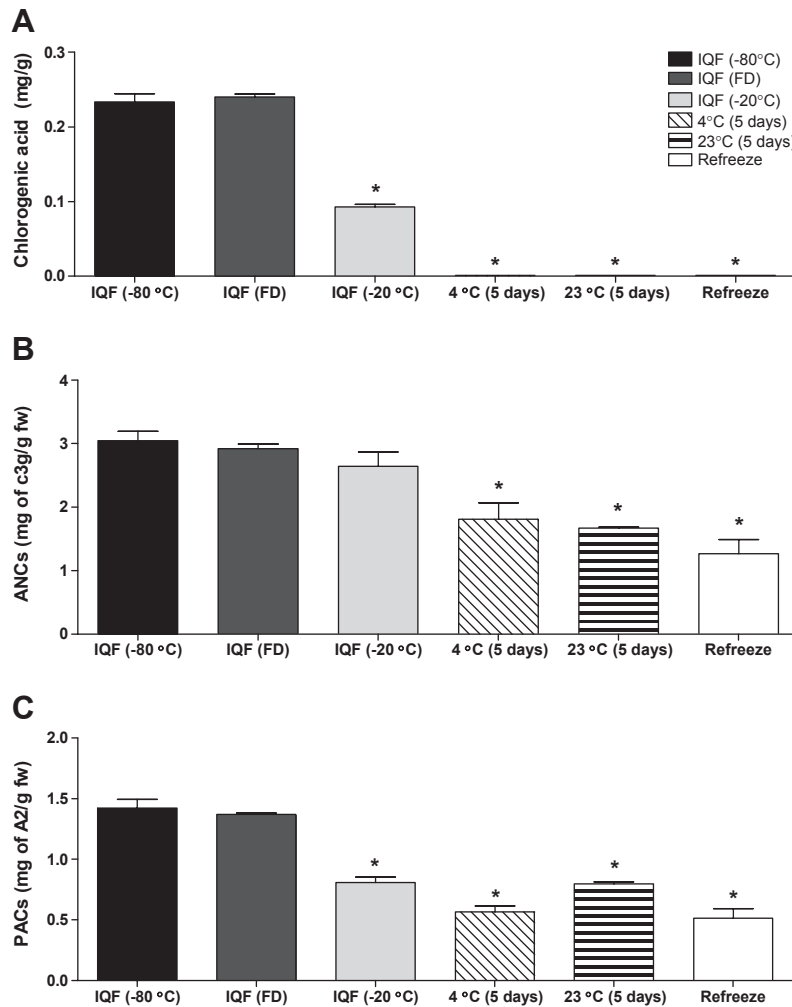 A
Chlorogenic acid (mg/g)
0.3
0.2
0.1
0.0
IQF (-80°C)
IQF (FD)
IQF (-20°C)
4°C (5 days)
23°C (5 days)
Refreeze
* * * *
IQF (-80 °C) IQF (FD) IQF (-20 °C) 4 °C (5 days) 23 °C (5 days) Refreeze
B
ANCs (mg of c3g/g fw)
4
3
2
1
0
* * *
IQF (-80 °C) IQF (FD) IQF (-20 °C) 4 °C (5 days) 23 °C (5 days) Refreeze
C
PACs (mg of A2/g fw)
2.0
1.5
1.0
0.5
0.0
* * * *
IQF (-80 °C) IQF (FD) IQF (-20 °C) 4 °C (5 days) 23 °C (5 days) Refreeze